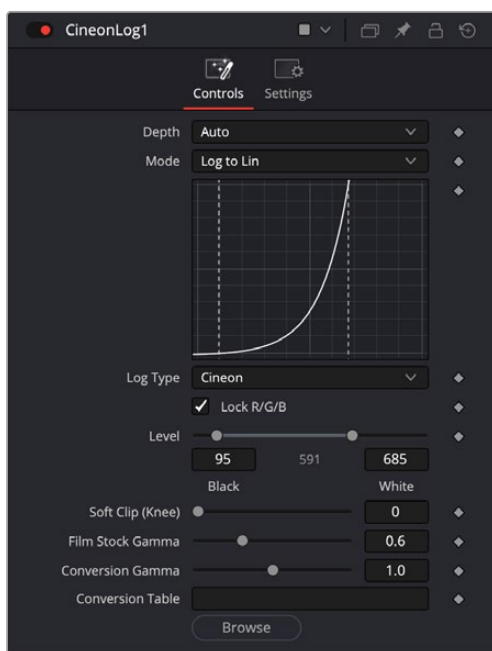 CineonLog1
Controls Settings
Depth Auto
Mode Log to Lin
Log Type Cineon
Lock R/G/B
Level
95 591 685
Black White
Soft Clip (Knee) 0
Film Stock Gamma 0.6
Conversion Gamma 1.0
Conversion Table
Browse